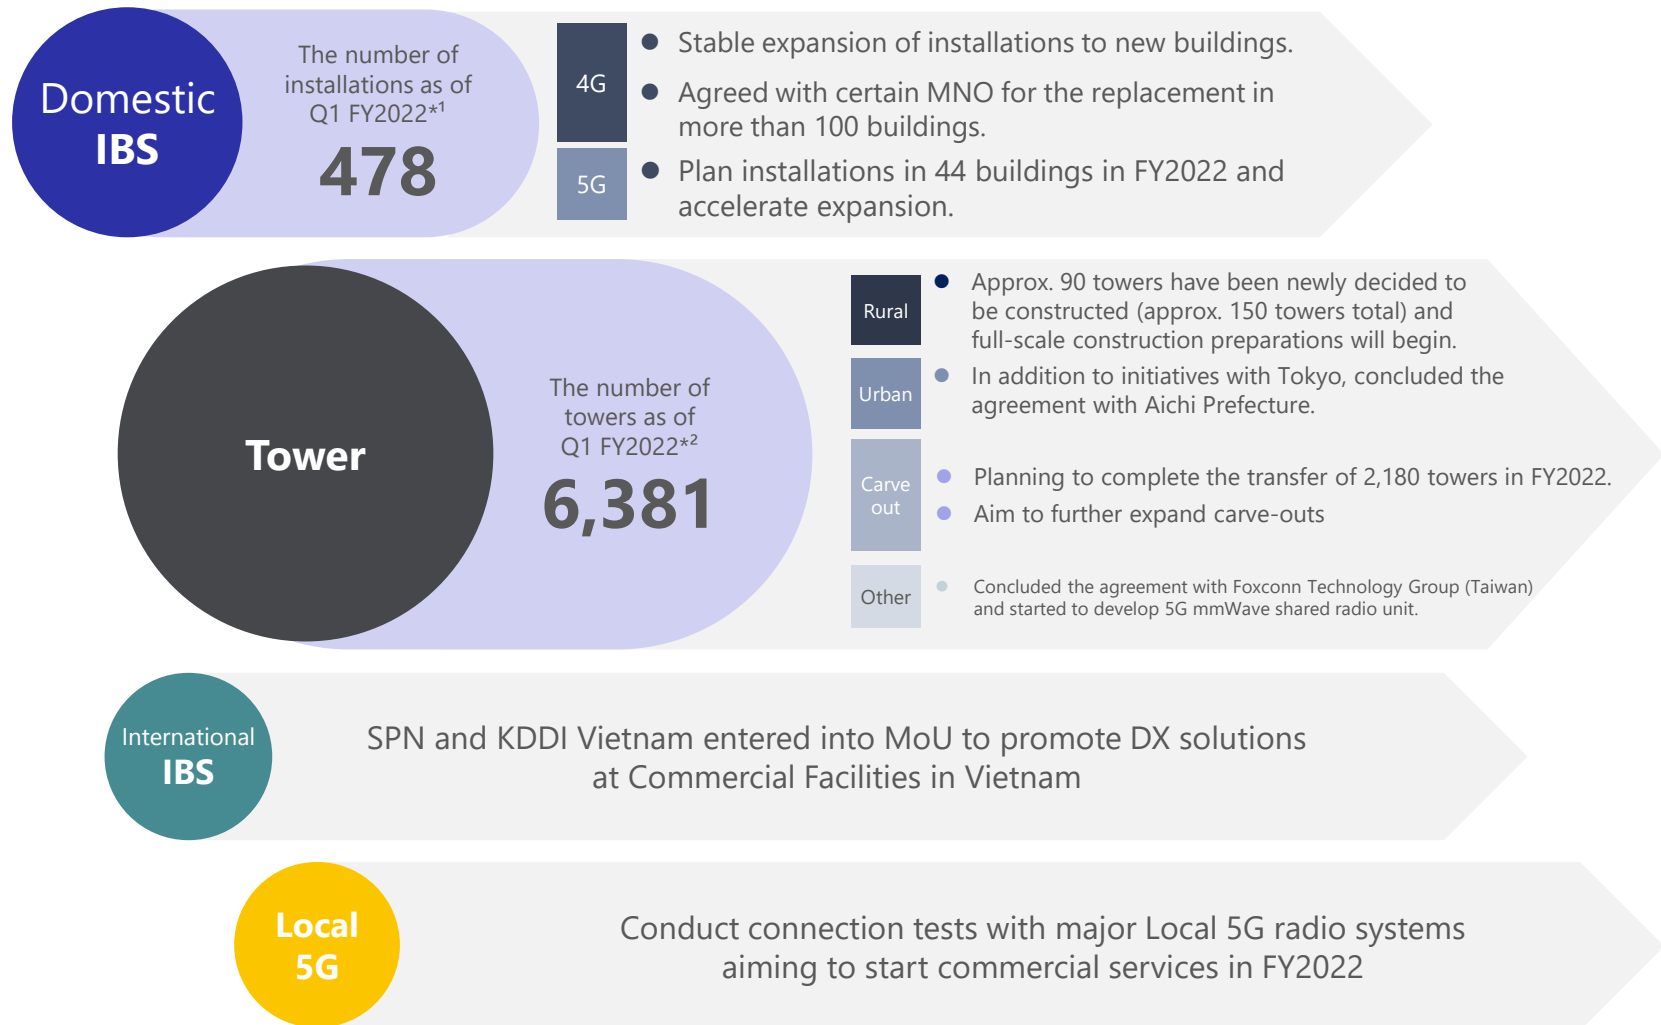 Domestic
IBS
The number of
installations as of
Q1 FY2022*¹
478
4G
● Stable expansion of installations to new buildings.
● Agreed with certain MNO for the replacement in
more than 100 buildings.
5G
● Plan installations in 44 buildings in FY2022 and
accelerate expansion.
Tower
The number of
towers as of
Q1 FY2022*²
6,381
Rural
● Approx. 90 towers have been newly decided to
be constructed (approx. 150 towers total) and
full-scale construction preparations will begin.
Urban
● In addition to initiatives with Tokyo, concluded the
agreement with Aichi Prefecture.
Carve
out
● Planning to complete the transfer of 2,180 towers in FY2022.
● Aim to further expand carve-outs
Other
● Concluded the agreement with Foxconn Technology Group (Taiwan)
and started to develop 5G mmWave shared radio unit.
International
IBS
SPN and KDDI Vietnam entered into MoU to promote DX solutions
at Commercial Facilities in Vietnam
Local
5G
Conduct connection tests with major Local 5G radio systems
aiming to start commercial services in FY2022